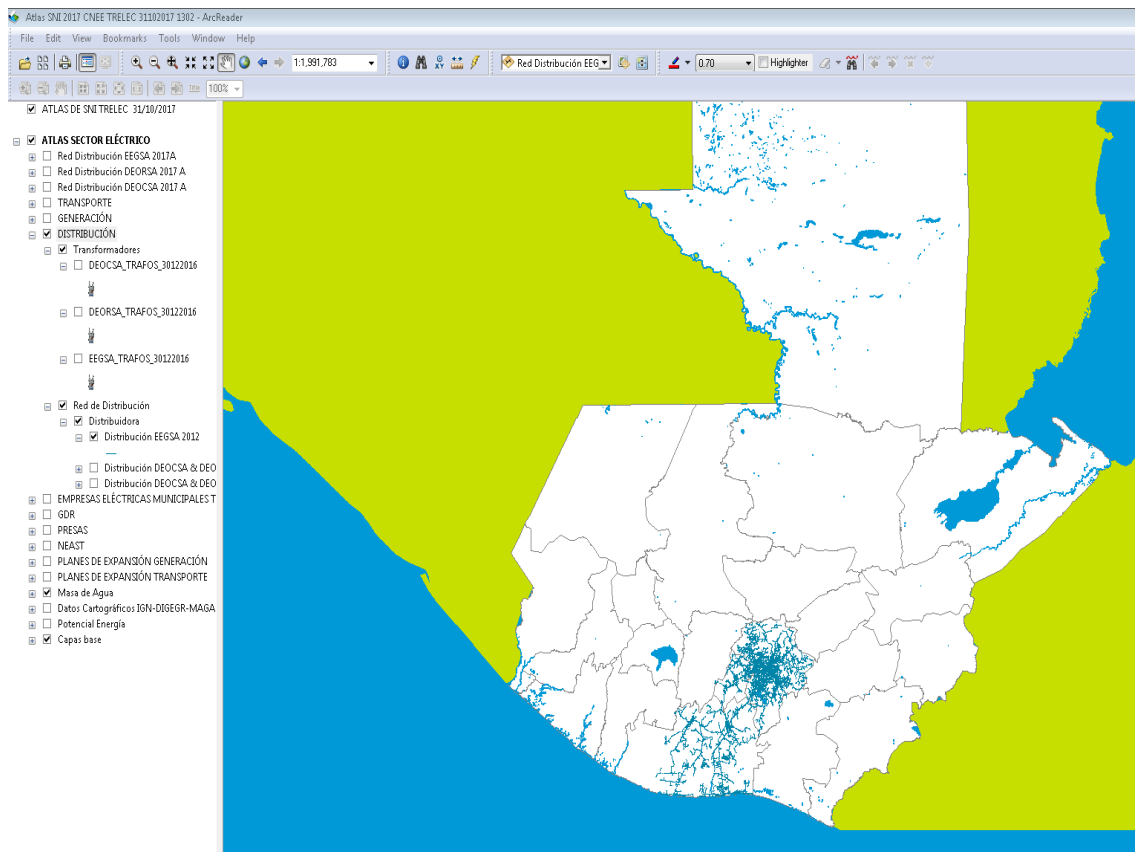 Atlas SNI 2017 CNEE TRELEC 31102017 1302 - ArcReader
File Edit View Bookmarks Tools Window Help
1:1,991,783 Red Distribución EEG 0.70 Highlighter
100%
ATLAS DE SNI TRELEC 31/10/2017
ATLAS SECTOR ELÉCTRICO
Red Distribución EEGSA 2017A
Red Distribución DEORSA 2017 A
Red Distribución DEOCSA 2017 A
TRANSPORTE
GENERACIÓN
DISTRIBUCIÓN
Transformadores
DEOCSA_TRAFOS_30122016
DEORSA_TRAFOS_30122016
EEGSA_TRAFOS_30122016
Red de Distribución
Distribuidora
Distribución EEGSA 2012
Distribución DEOCSA & DEO
Distribución DEOCSA & DEO
EMPRESAS ELÉCTRICAS MUNICIPALES T
GDR
PRESAS
NEAST
PLANES DE EXPANSIÓN GENERACIÓN
PLANES DE EXPANSIÓN TRANSPORTE
Masa de Agua
Datos Cartográficos IGN-DIGEGR-MAGA
Potencial Energía
Capas base